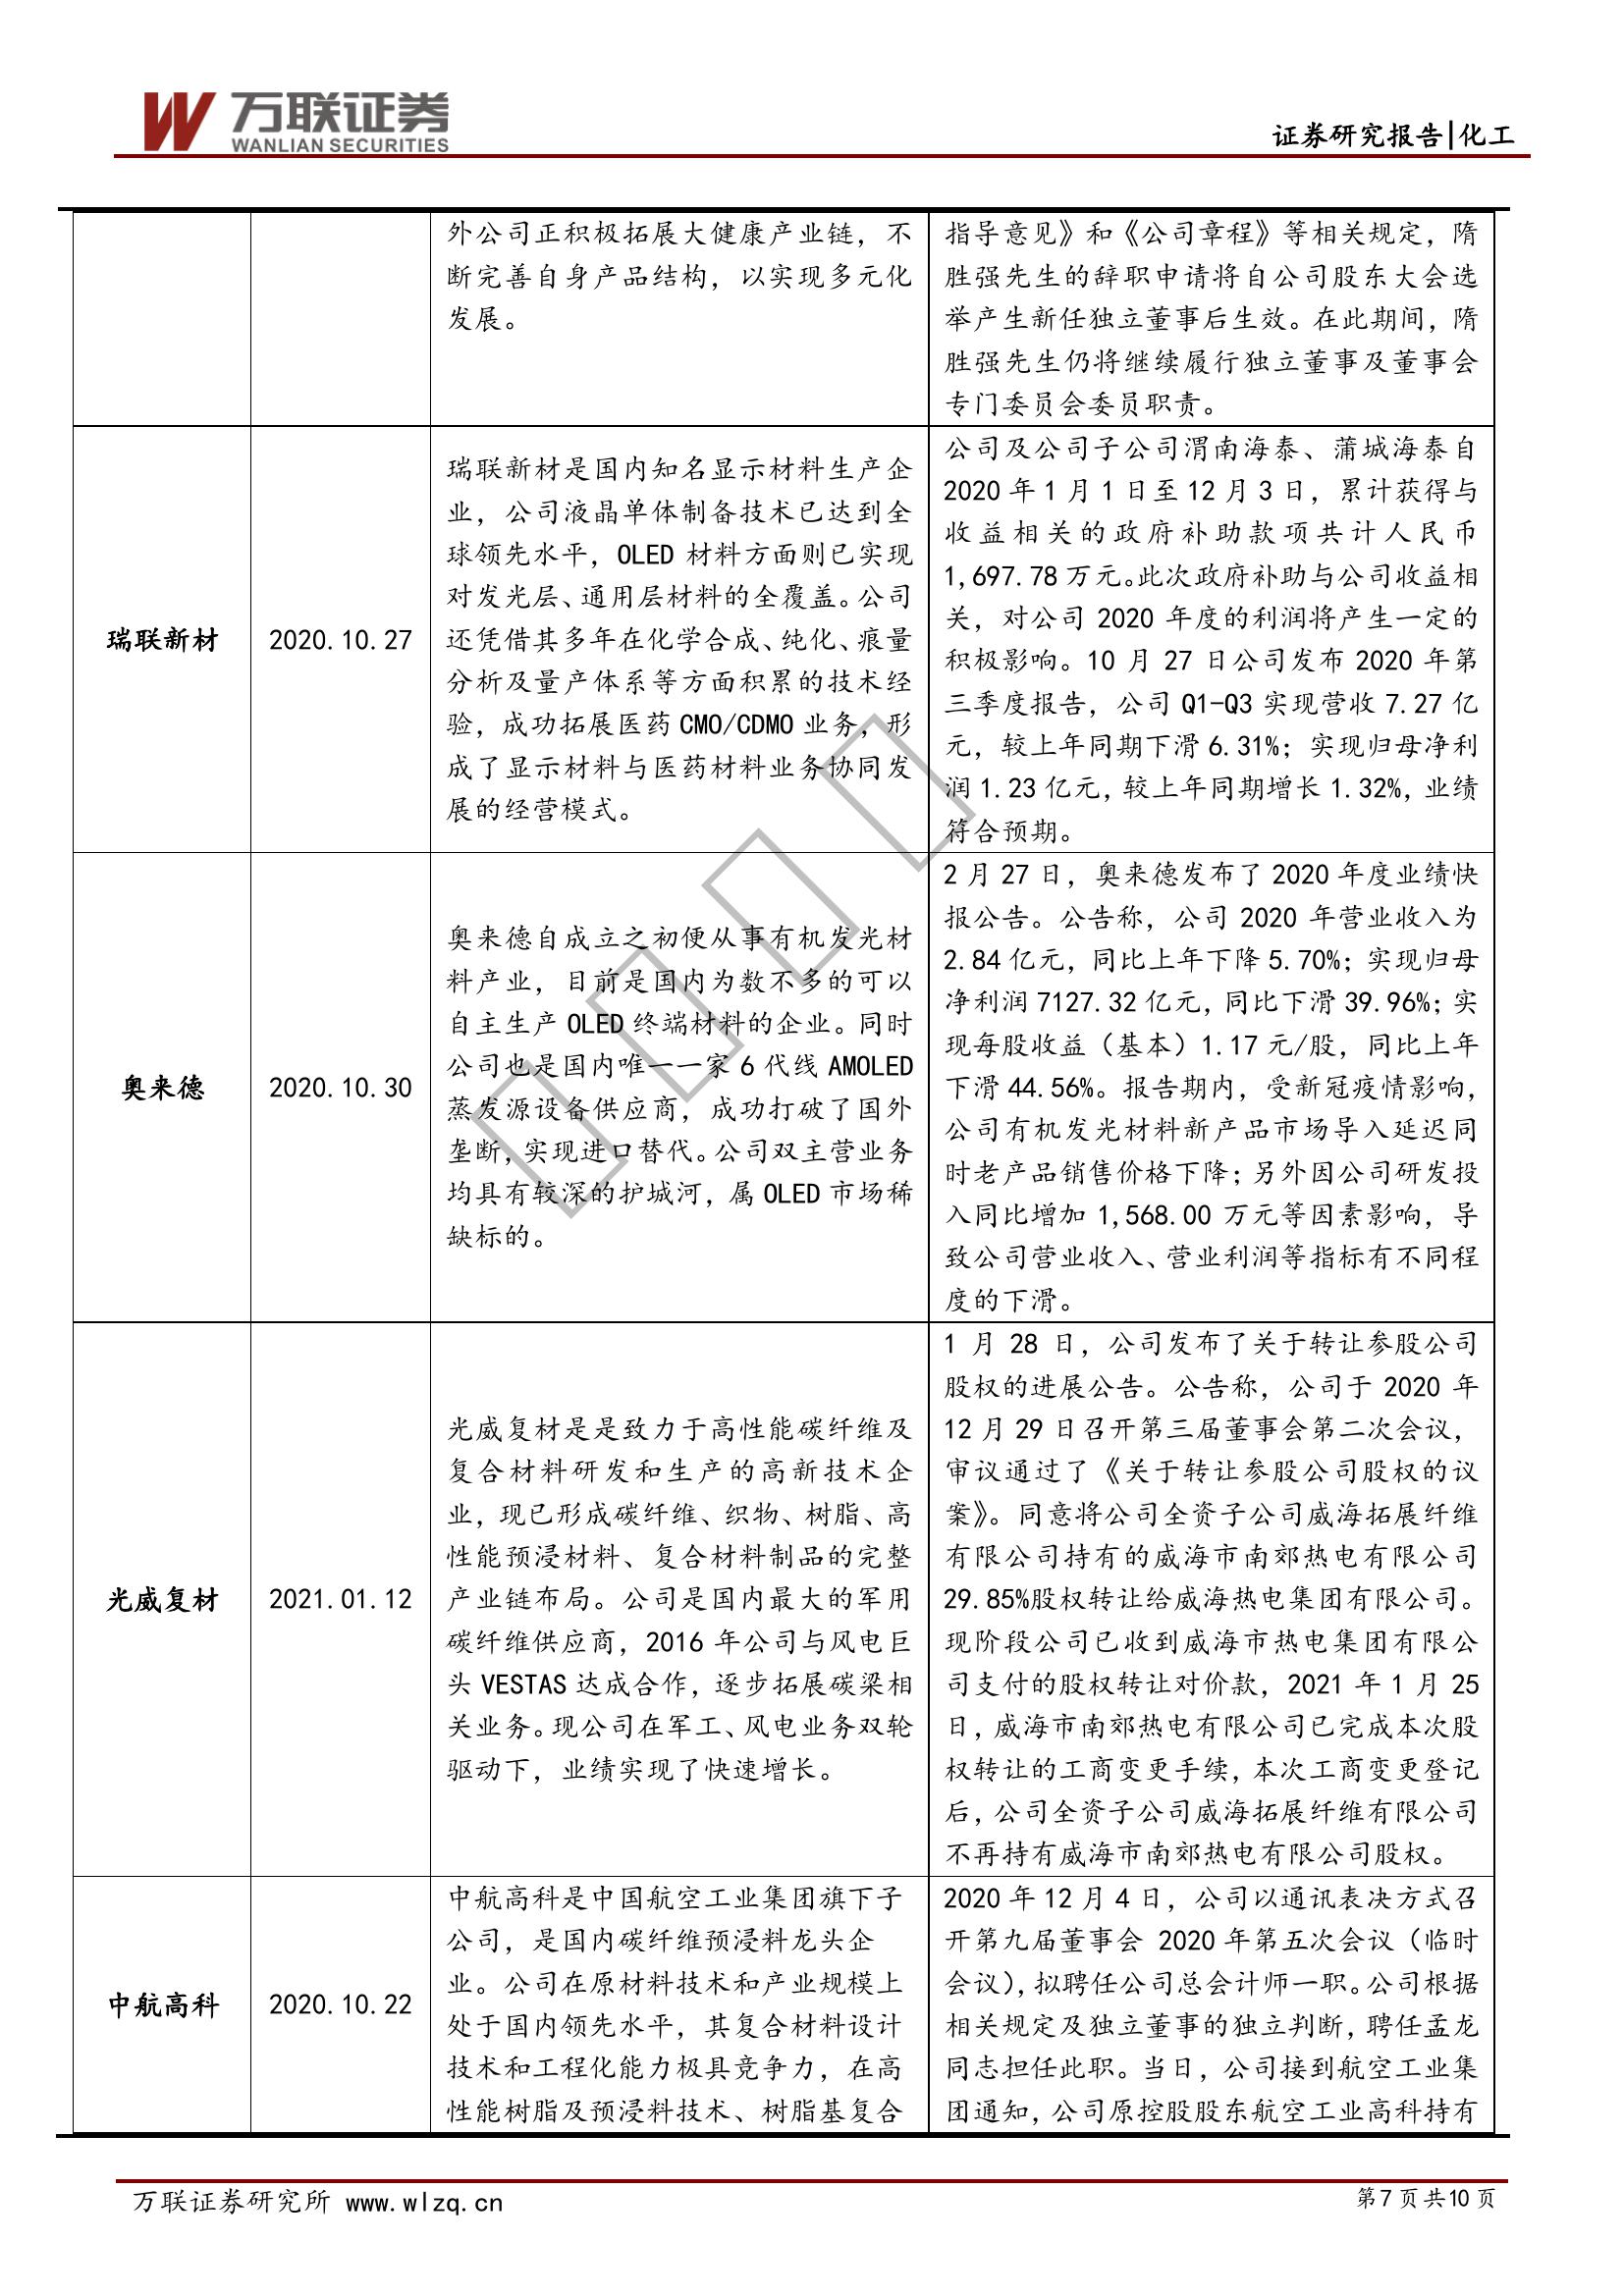 万联证券
WANLIAN SECURITIES
证券研究报告|化工
外公司正积极拓展大健康产业链，不
断完善自身产品结构，以实现多元化
发展。
指导意见》和《公司章程》等相关规定，隋
胜强先生的辞职申请将自公司股东大会选
举产生新任独立董事后生效。在此期间，隋
胜强先生仍将继续履行独立董事及董事会
专门委员会委员职责。
瑞联新材
2020.10.27
瑞联新材是国内知名显示材料生产企
业，公司液晶单体制备技术已达到全
球领先水平，OLED 材料方面则已实现
对发光层、通用层材料的全覆盖。公司
还凭借其多年在化学合成、纯化、痕量
分析及量产体系等方面积累的技术经
验，成功拓展医药 CMO/CDMO 业务，形
成了显示材料与医药材料业务协同发
展的经营模式。
公司及公司子公司渭南海泰、蒲城海泰自
2020 年 1 月 1 日至 12 月 3 日，累计获得与
收益相关的政府补助款项共计人民币
1,697.78 万元。此次政府补助与公司收益相
关，对公司 2020 年度的利润将产生一定的
积极影响。10 月 27 日公司发布 2020 年第
三季度报告，公司 Q1-Q3 实现营收 7.27 亿
元，较上年同期下滑 6.31%；实现归母净利
润 1.23 亿元，较上年同期增长 1.32%，业绩
符合预期。
奥来德
2020.10.30
奥来德自成立之初便从事有机发光材
料产业，目前是国内为数不多的可以
自主生产 OLED 终端材料的企业。同时
公司也是国内唯一一家 6 代线 AMOLED
蒸发源设备供应商，成功打破了国外
垄断，实现进口替代。公司双主营业务
均具有较深的护城河，属 OLED 市场稀
缺标的。
2 月 27 日，奥来德发布了 2020 年度业绩快
报公告。公告称，公司 2020 年营业收入为
2.84 亿元，同比上年下降 5.70%；实现归母
净利润 7127.32 亿元，同比下滑 39.96%；实
现每股收益（基本）1.17 元/股，同比上年
下滑 44.56%。报告期内，受新冠疫情影响，
公司有机发光材料新产品市场导入延迟同
时老产品销售价格下降；另外因公司研发投
入同比增加 1,568.00 万元等因素影响，导
致公司营业收入、营业利润等指标有不同程
度的下滑。
光威复材
2021.01.12
光威复材是是致力于高性能碳纤维及
复合材料研发和生产的高新技术企
业，现已形成碳纤维、织物、树脂、高
性能预浸材料、复合材料制品的完整
产业链布局。公司是国内最大的军用
碳纤维供应商，2016 年公司与风电巨
头 VESTAS 达成合作，逐步拓展碳梁相
关业务。现公司在军工、风电业务双轮
驱动下，业绩实现了快速增长。
1 月 28 日，公司发布了关于转让参股公司
股权的进展公告。公告称，公司于 2020 年
12 月 29 日召开第三届董事会第二次会议，
审议通过了《关于转让参股公司股权的议
案》。同意将公司全资子公司威海拓展纤维
有限公司持有的威海市南郊热电有限公司
29.85%股权转让给威海热电集团有限公司。
现阶段公司已收到威海市热电集团有限公
司支付的股权转让对价款，2021 年 1 月 25
日，威海市南郊热电有限公司已完成本次股
权转让的工商变更手续，本次工商变更登记
后，公司全资子公司威海拓展纤维有限公司
不再持有威海市南郊热电有限公司股权。
中航高科
2020.10.22
中航高科是中国航空工业集团旗下子
公司，是国内碳纤维预浸料龙头企
业。公司在原材料技术和产业规模上
处于国内领先水平，其复合材料设计
技术和工程化能力极具竞争力，在高
性能树脂及预浸料技术、树脂基复合
2020 年 12 月 4 日，公司以通讯表决方式召
开第九届董事会 2020 年第五次会议（临时
会议），拟聘任公司总会计师一职。公司根据
相关规定及独立董事的独立判断，聘任孟龙
同志担任此职。当日，公司接到航空工业集
团通知，公司原控股股东航空工业高科持有
万联证券研究所 www.wlzq.cn
第 7 页 共 10 页